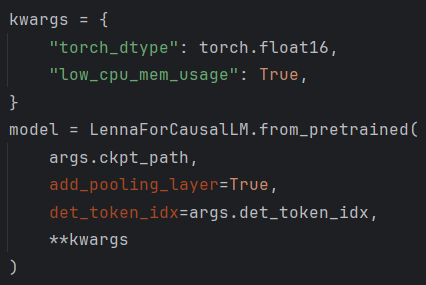 kwargs = {
    "torch_dtype": torch.float16,
    "low_cpu_mem_usage": True,
}
model = LennaForCausalLM.from_pretrained(
    args.ckpt_path,
    add_pooling_layer=True,
    det_token_idx=args.det_token_idx,
    **kwargs
)